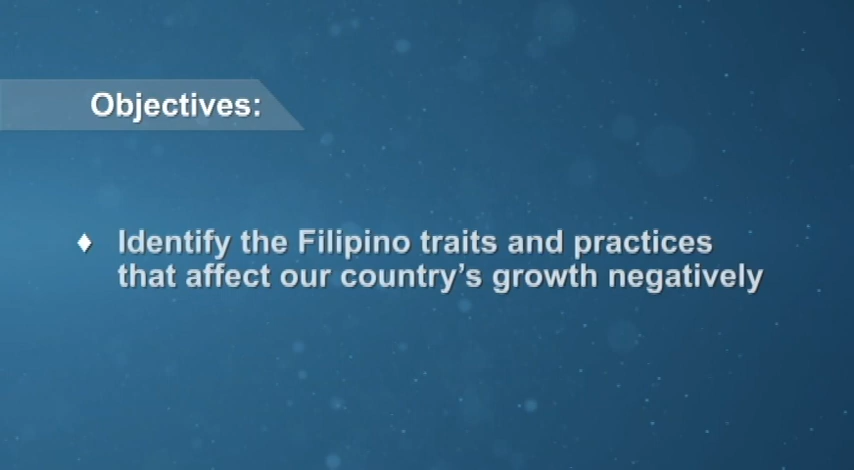 Objectives:
♦ Identify the Filipino traits and practices
that affect our country's growth negatively